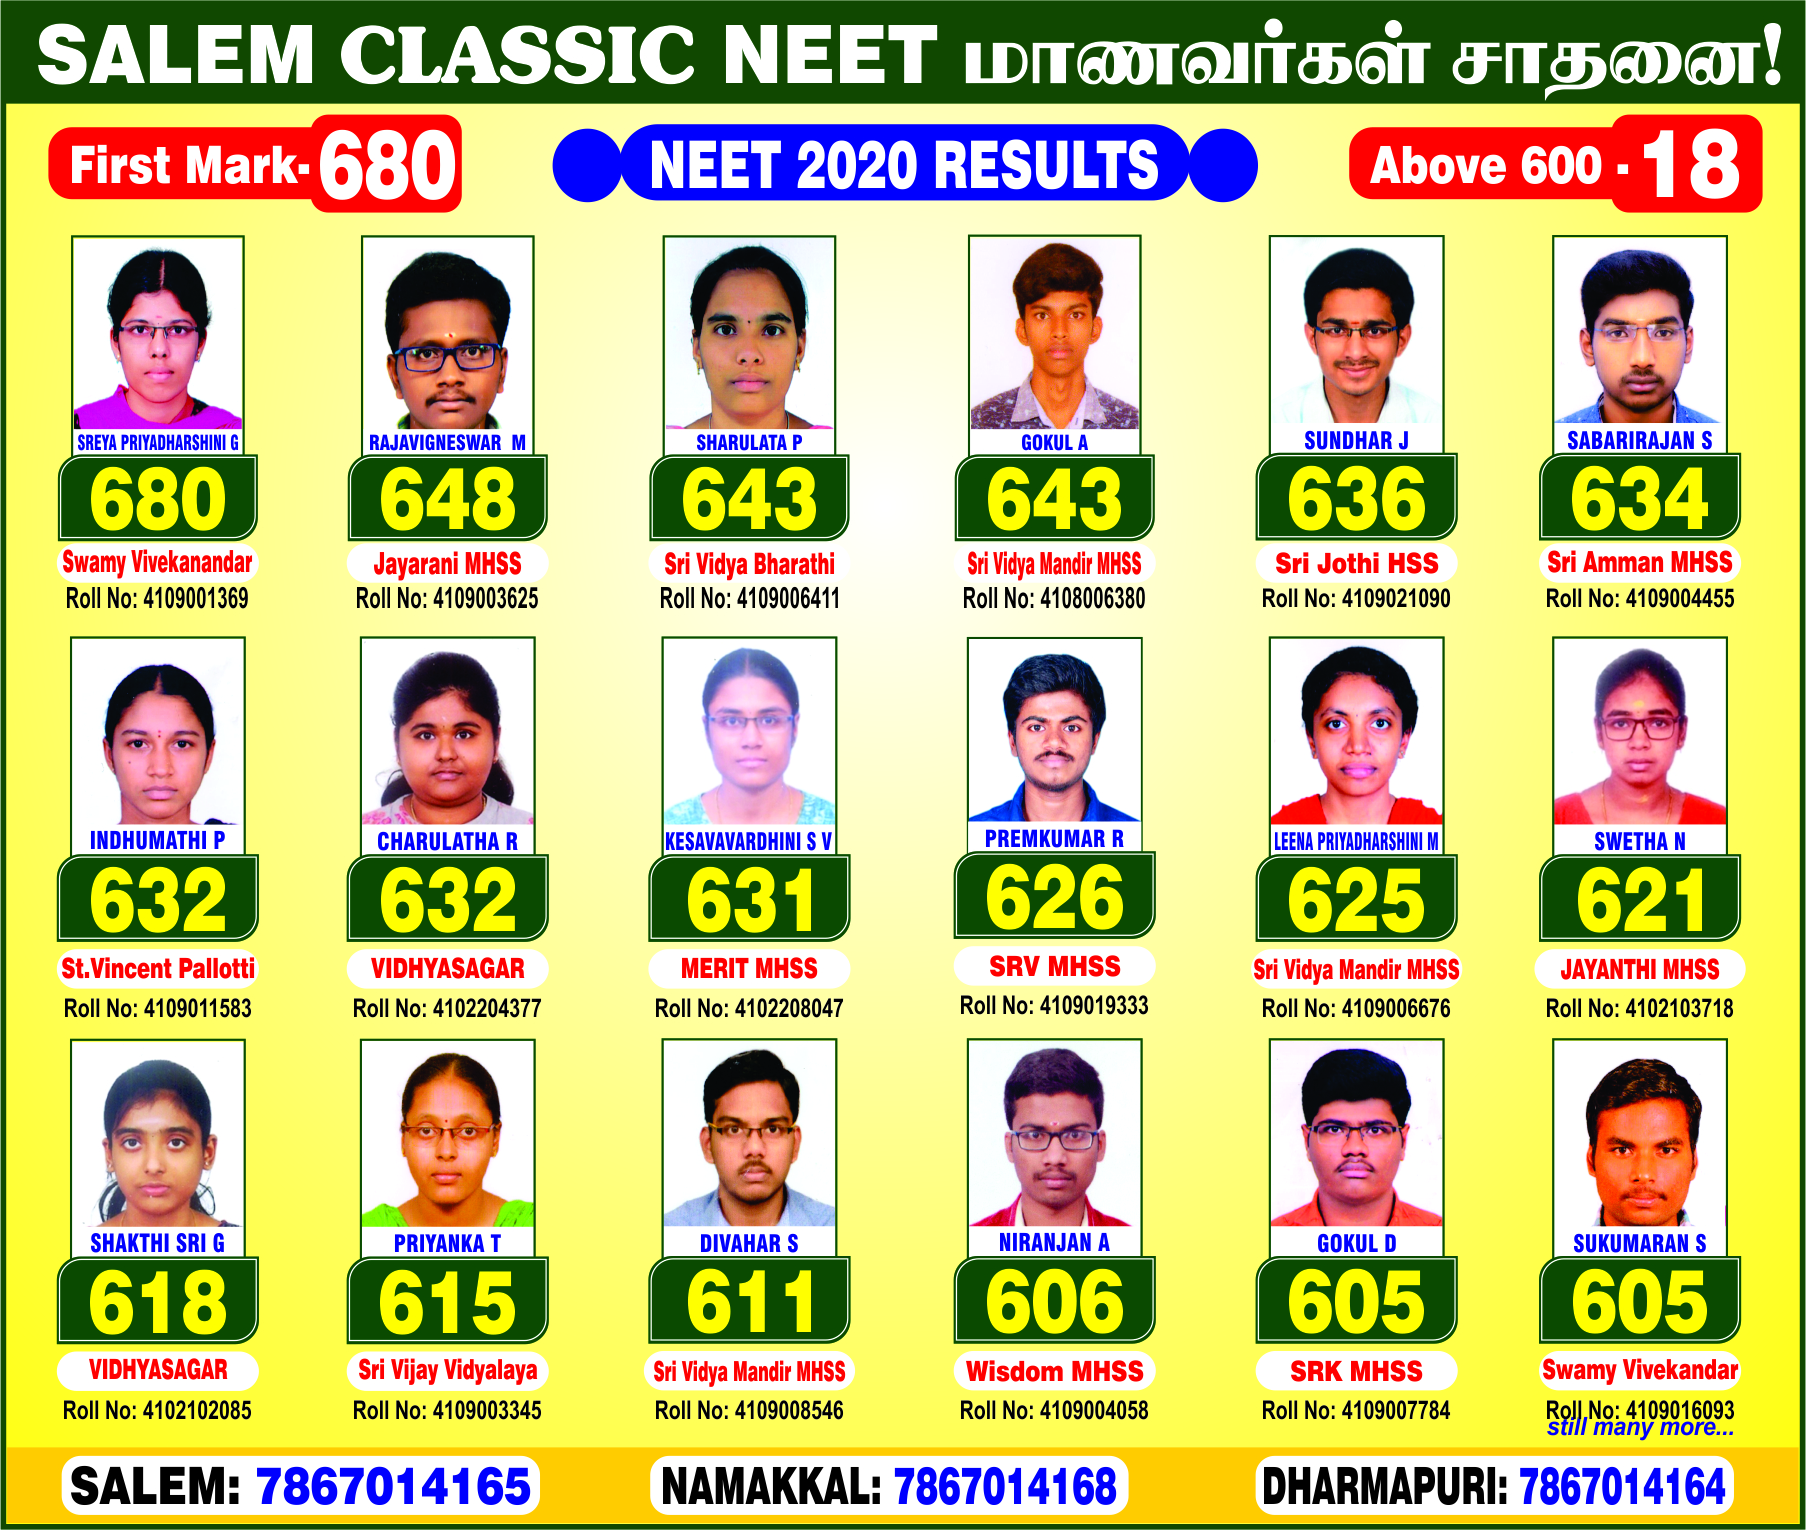 SALEM CLASSIC NEET மாணவர்கள் சாதனை!
First Mark-680
NEET 2020 RESULTS
Above 600 - 18
SREYA PRIYADHARSHINI G
680
Swamy Vivekanandar
Roll No: 4109001369
RAJAVIGNESWAR M
648
Jayarani MHSS
Roll No: 4109003625
SHARULATA P
643
Sri Vidya Bharathi
Roll No: 4109006411
GOKUL A
643
Sri Vidya Mandir MHSS
Roll No: 4108006380
SUNDHAR J
636
Sri Jothi HSS
Roll No: 4109021090
SABARIRAJAN S
634
Sri Amman MHSS
Roll No: 4109004455
INDHUMATHI P
632
St.Vincent Pallotti
Roll No: 4109011583
CHARULATHA R
632
VIDHYASAGAR
Roll No: 4102204377
KESAVAVARDHINI S V
631
MERIT MHSS
Roll No: 4102208047
PREMKUMAR R
626
SRV MHSS
Roll No: 4109019333
LEENA PRIYADHARSHINI M
625
Sri Vidya Mandir MHSS
Roll No: 4109006676
SWETHA N
621
JAYANTHI MHSS
Roll No: 4102103718
SHAKTHI SRI G
618
VIDHYASAGAR
Roll No: 4102102085
PRIYANKA T
615
Sri Vijay Vidyalaya
Roll No: 4109003345
DIVAHAR S
611
Sri Vidya Mandir MHSS
Roll No: 4109008546
NIRANJAN A
606
Wisdom MHSS
Roll No: 4109004058
GOKUL D
605
SRK MHSS
Roll No: 4109007784
SUKUMARAN S
605
Swamy Vivekandar
Roll No: 4109016093
still many more...
SALEM: 7867014165
NAMAKKAL: 7867014168
DHARMAPURI: 7867014164